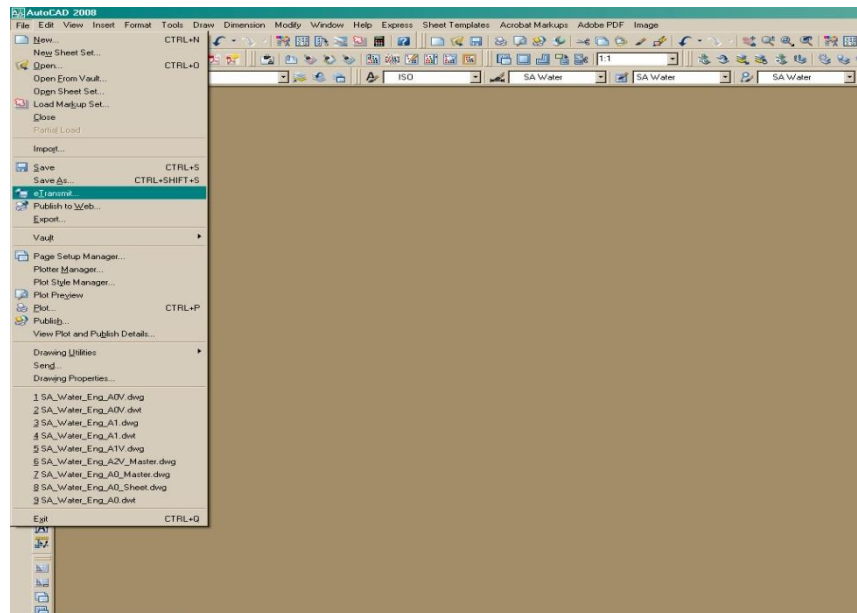 AutoCAD 2008
File Edit View Insert Format Tools Draw Dimension Modify Window Help Express Sheet Templates Acrobat Markups Adobe PDF Image
New... CTRL+N
New Sheet Set...
Open... CTRL+O
1:1
Open From Vault...
ISO SA Water SA Water SA Water
Open Sheet Set...
Load Markup Set...
Close
Partial Load
Import...
Save CTRL+S
Save As... CTRL+SHIFT+S
eTransmit...
Publish to Web...
Export...
Vault
Page Setup Manager...
Plotter Manager...
Plot Style Manager...
Plot Preview
Plot... CTRL+P
Publish...
View Plot and Publish Details...
Drawing Utilities
Send...
Drawing Properties...
1 SA_Water_Eng_A0V.dwg
2 SA_Water_Eng_A0V.dwt
3 SA_Water_Eng_A1.dwg
4 SA_Water_Eng_A1.dwt
5 SA_Water_Eng_A1V.dwg
6 SA_Water_Eng_A2V_Master.dwg
7 SA_Water_Eng_A0_Master.dwg
8 SA_Water_Eng_A0_Sheet.dwg
9 SA_Water_Eng_A0.dwt
Exit CTRL+Q